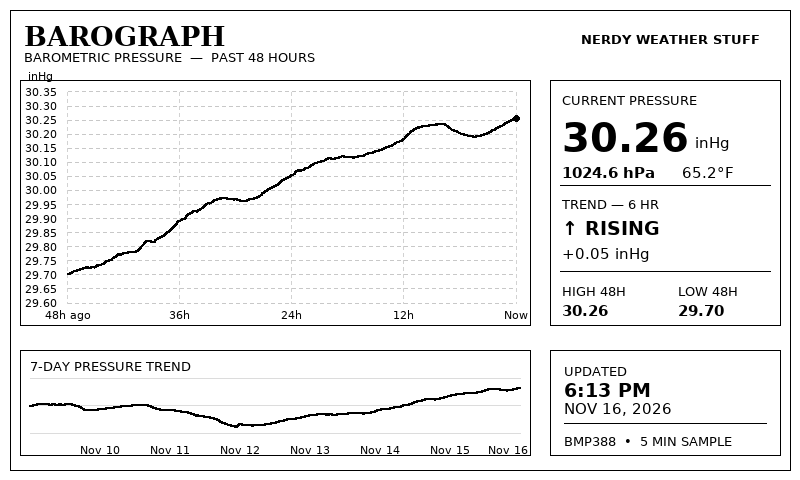 BAROGRAPH
BAROMETRIC PRESSURE — PAST 48 HOURS
NERDY WEATHER STUFF
inHg
30.35
30.30
30.25
30.20
30.15
30.10
30.05
30.00
29.95
29.90
29.85
29.80
29.75
29.70
29.65
29.60
48h ago 36h 24h 12h Now
CURRENT PRESSURE
30.26 inHg
1024.6 hPa 65.2°F
TREND — 6 HR
↑ RISING
+0.05 inHg
HIGH 48H LOW 48H
30.26 29.70
7-DAY PRESSURE TREND
Nov 10 Nov 11 Nov 12 Nov 13 Nov 14 Nov 15 Nov 16
UPDATED
6:13 PM
NOV 16, 2026
BMP388 • 5 MIN SAMPLE